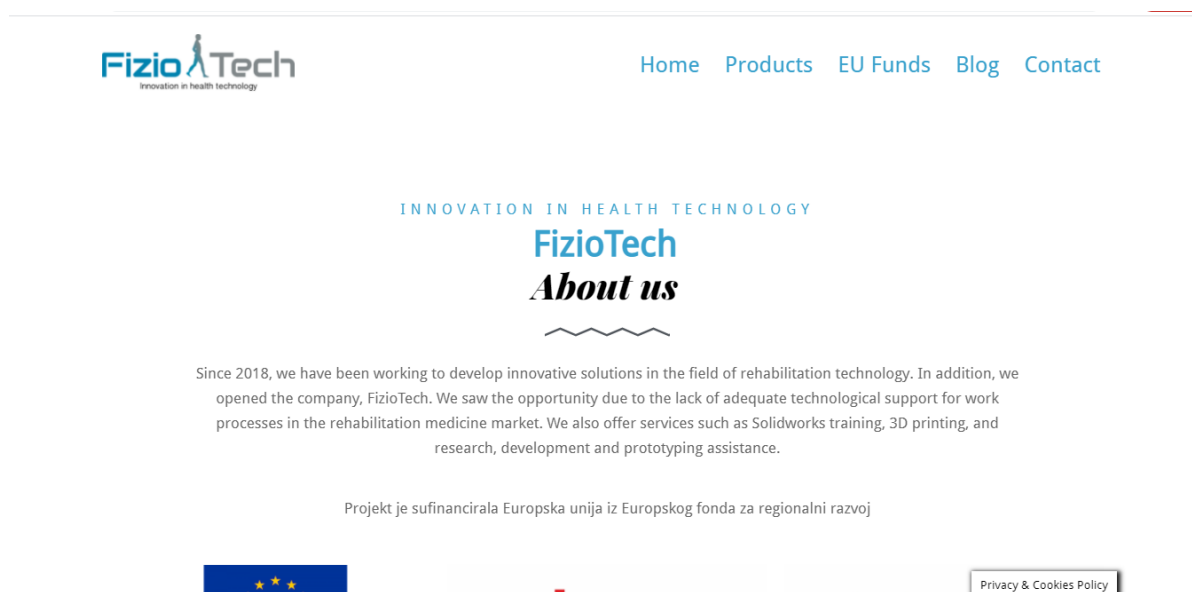 FizioTech
Innovation in health technology
Home Products EU Funds Blog Contact
INNOVATION IN HEALTH TECHNOLOGY
FizioTech
About us
Since 2018, we have been working to develop innovative solutions in the field of rehabilitation technology. In addition, we
opened the company, FizioTech. We saw the opportunity due to the lack of adequate technological support for work
processes in the rehabilitation medicine market. We also offer services such as Solidworks training, 3D printing, and
research, development and prototyping assistance.
Projekt je sufinancirala Europska unija iz Europskog fonda za regionalni razvoj
Privacy & Cookies Policy